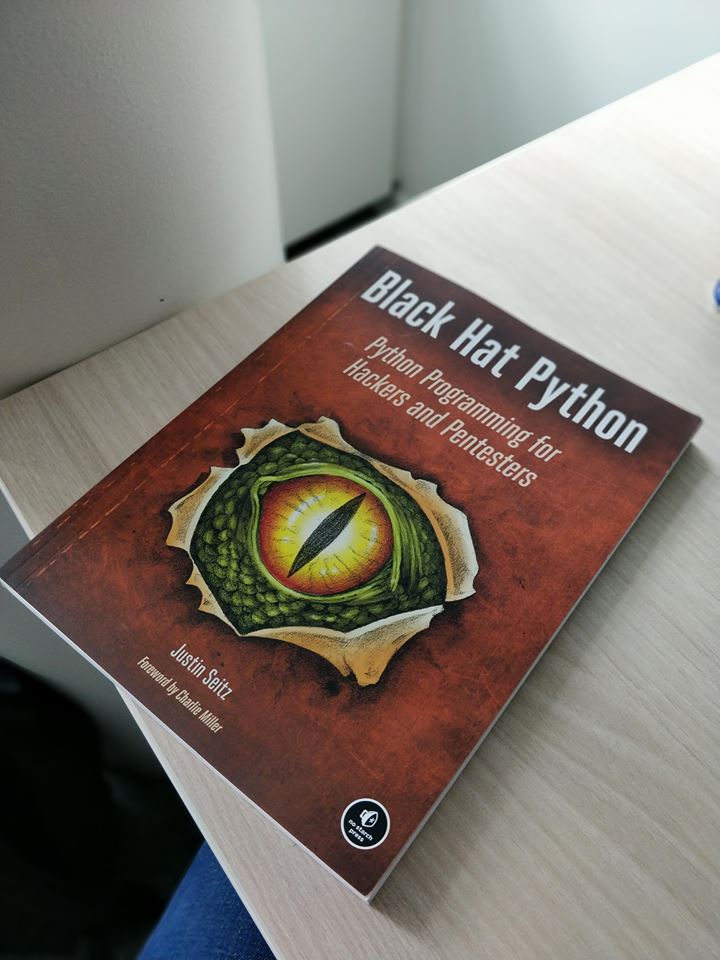 Black Hat Python
Python Programming for
Hackers and Pentesters
Justin Seitz
Foreword by Charlie Miller
no starch
press